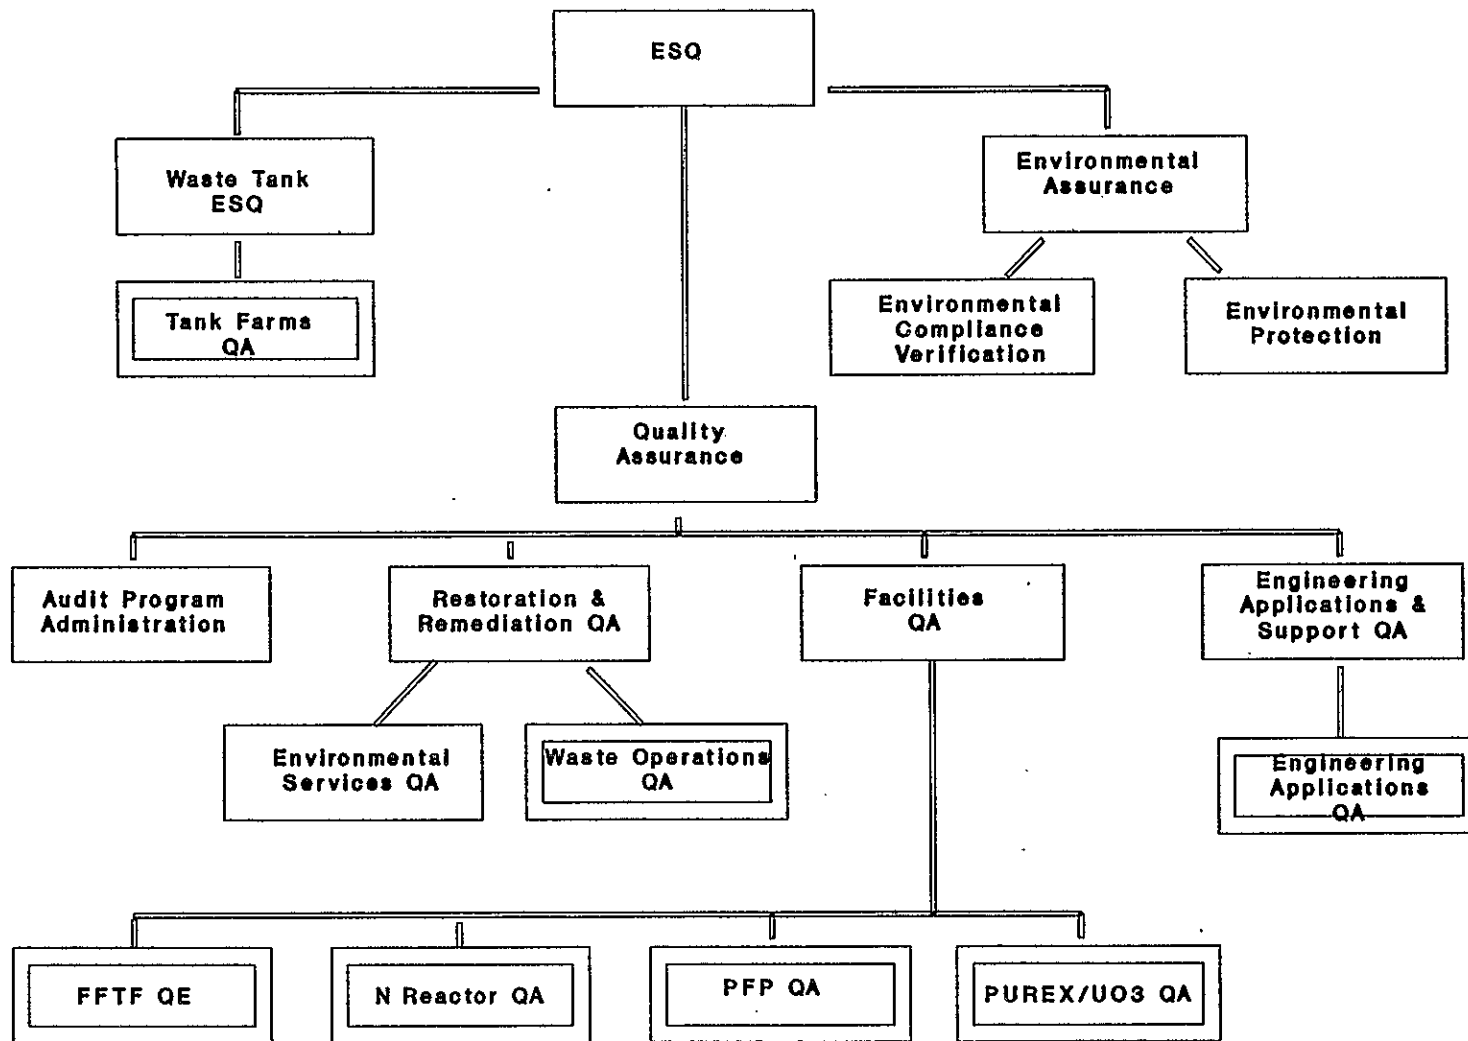 ESQ
Waste Tank
ESQ
Environmental
Assurance
Tank Farms
QA
Environmental
Compliance
Verification
Environmental
Protection
Quality
Assurance
Audit Program
Administration
Restoration &
Remediation QA
Facilities
QA
Engineering
Applications &
Support QA
Environmental
Services QA
Waste Operations
QA
Engineering
Applications
QA
FFTF QE
N Reactor QA
PFP QA
PUREX/UO3 QA